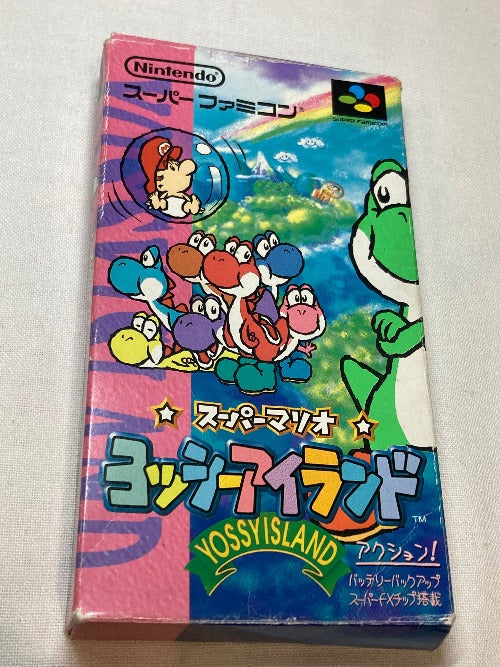 Nintendo
スーパーファミコン
SUPER Famicom
スーパーマリオ
ヨッシーアイランド
TM
YOSSY ISLAND
アクション!
バッテリーバックアップ
スーパーFXチップ搭載